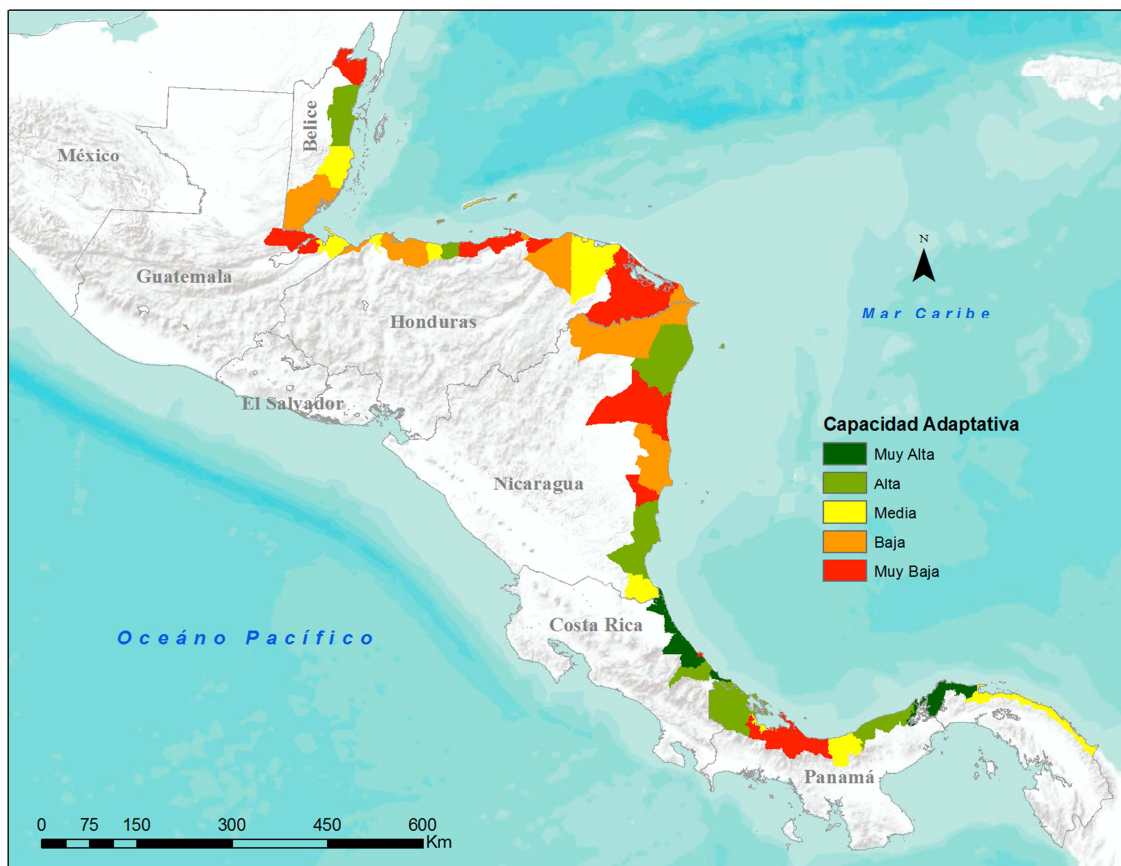 Belice
México
Guatemala
Honduras
El Salvador
Nicaragua
Costa Rica
Panamá
N
Mar Caribe
Oceáno Pacífico
Capacidad Adaptativa
Muy Alta
Alta
Media
Baja
Muy Baja
0 75 150 300 450 600
Km